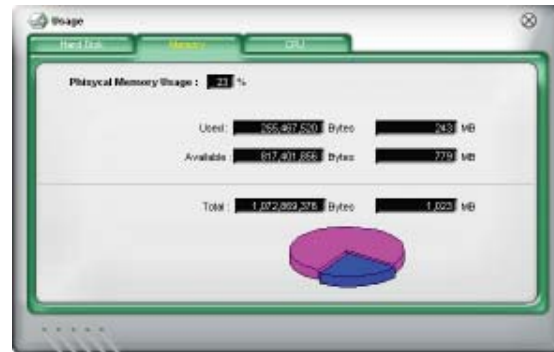 Usage
Hard Disk Memory CPU
Phisycal Memory Usage : 23 %
Used : 255,467,520 Bytes 243 MB
Available : 817,401,856 Bytes 779 MB
Total : 1,072,869,376 Bytes 1,023 MB